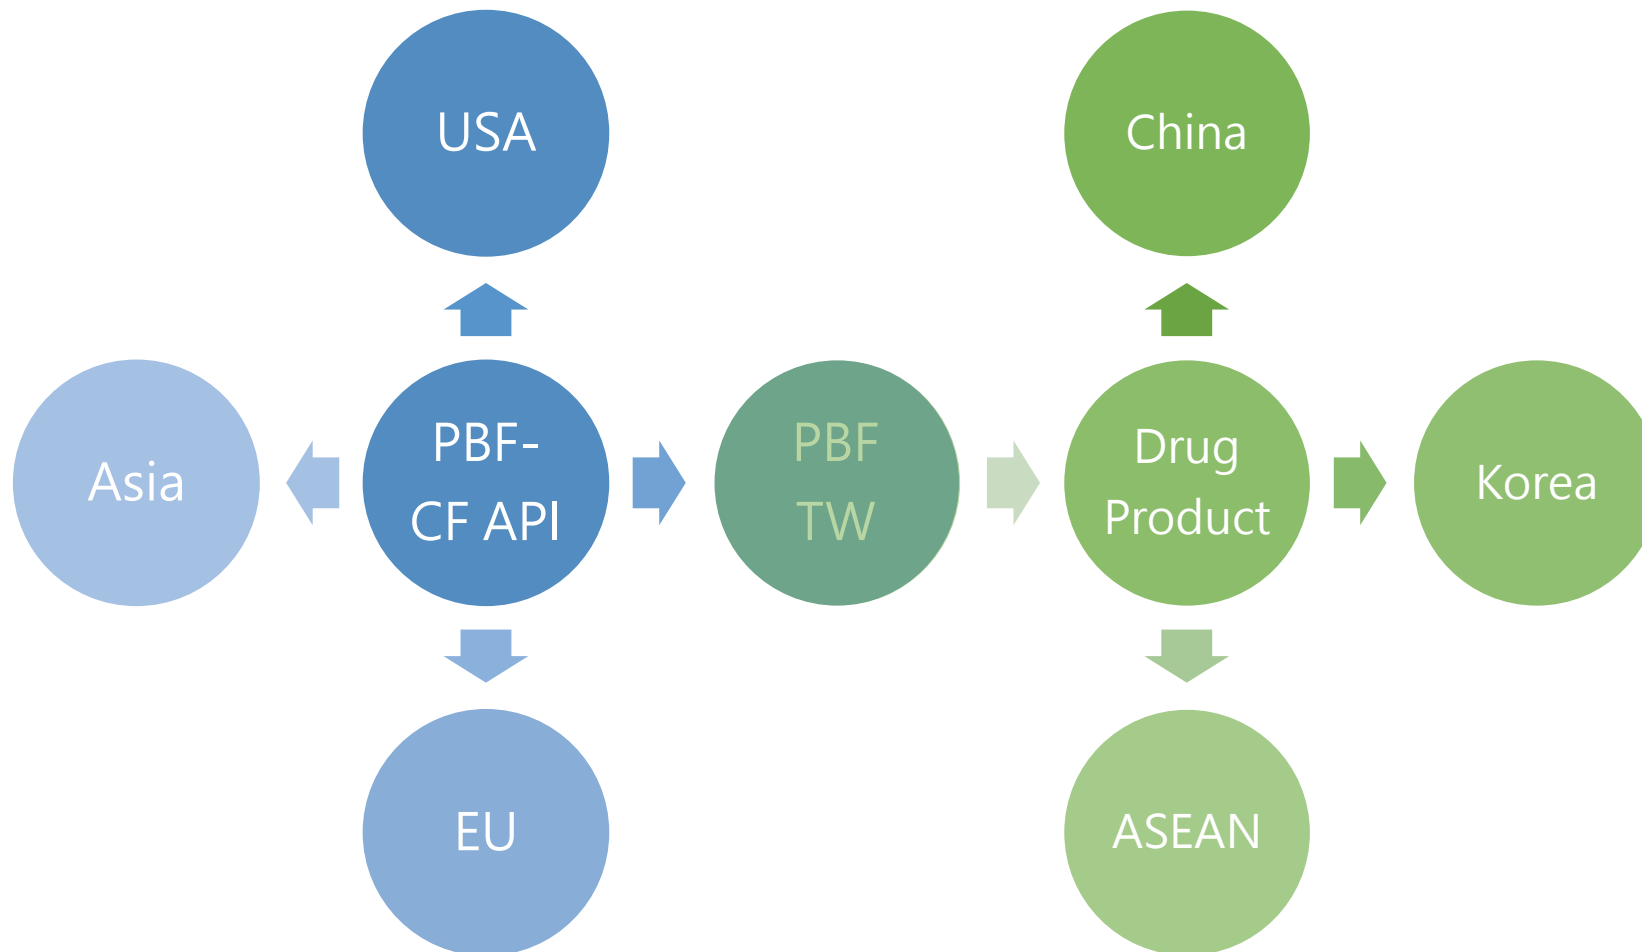 USA
China
Asia
PBF-
CF API
PBF
TW
Drug
Product
Korea
EU
ASEAN